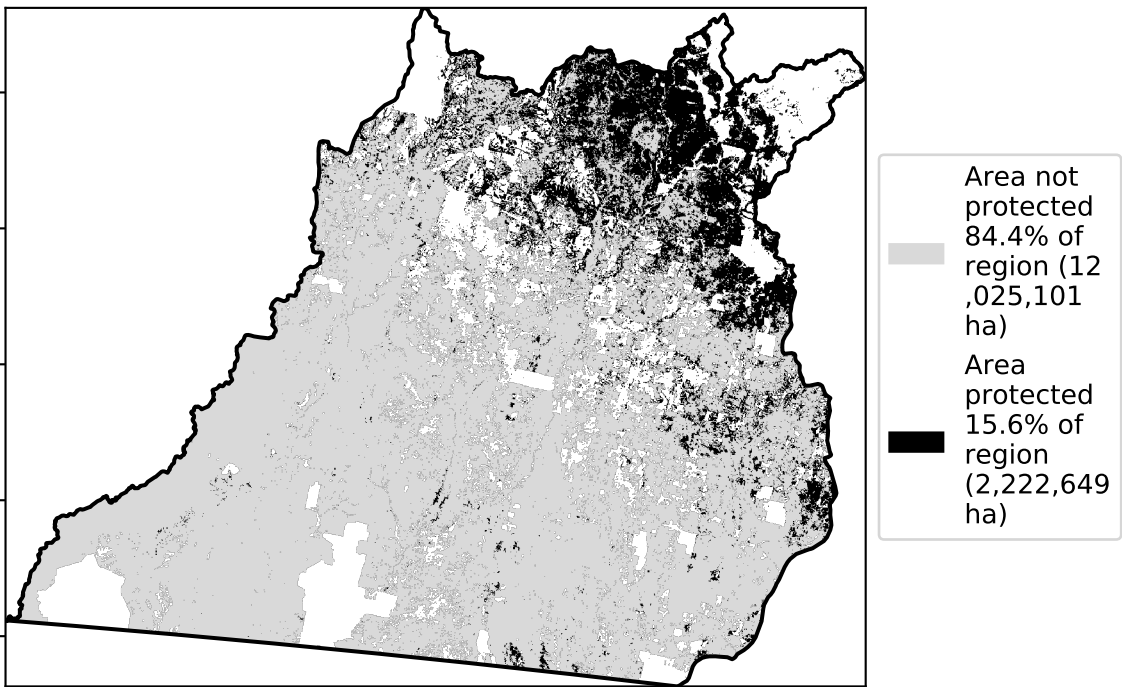 Area not
protected
84.4% of
region (12
,025,101
ha)
Area
protected
15.6% of
region
(2,222,649
ha)